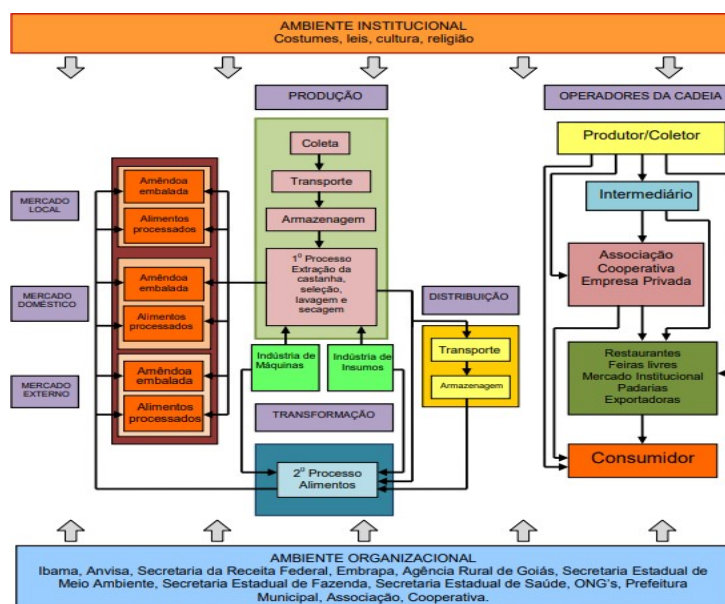 AMBIENTE INSTITUCIONAL
Costumes, leis, cultura, religião
PRODUÇÃO
OPERADORES DA CADEIA
Coleta
Transporte
Armazenagem
1º Processo
Extração da
castanha,
seleção,
lavagem e
secagem
Indústria de
Máquinas
Indústria de
Insumos
TRANSFORMAÇÃO
2º Processo
Alimentos
MERCADO
LOCAL
Amêndoa
embalada
Alimentos
processados
MERCADO
DOMÉSTICO
Amêndoa
embalada
Alimentos
processados
MERCADO
EXTERNO
Amêndoa
embalada
Alimentos
processados
DISTRIBUIÇÃO
Transporte
Armazenagem
Produtor/Coletor
Intermediário
Associação
Cooperativa
Empresa Privada
Restaurantes
Feiras livres
Mercado Institucional
Padarias
Exportadoras
Consumidor
AMBIENTE ORGANIZACIONAL
Ibama, Anvisa, Secretaria da Receita Federal, Embrapa, Agência Rural de Goiás, Secretaria Estadual de
Meio Ambiente, Secretaria Estadual de Fazenda, Secretaria Estadual de Saúde, ONG's, Prefeitura
Municipal, Associação, Cooperativa.